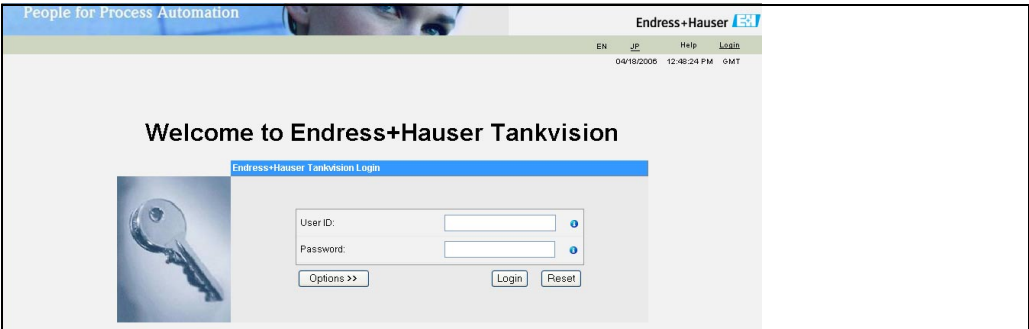 People for Process Automation
Endress+Hauser EH
EN JP Help Login
04/18/2006 12:48:24 PM GMT
Welcome to Endress+Hauser Tankvision
Endress+Hauser Tankvision Login
User ID:
Password:
Options >> Login Reset